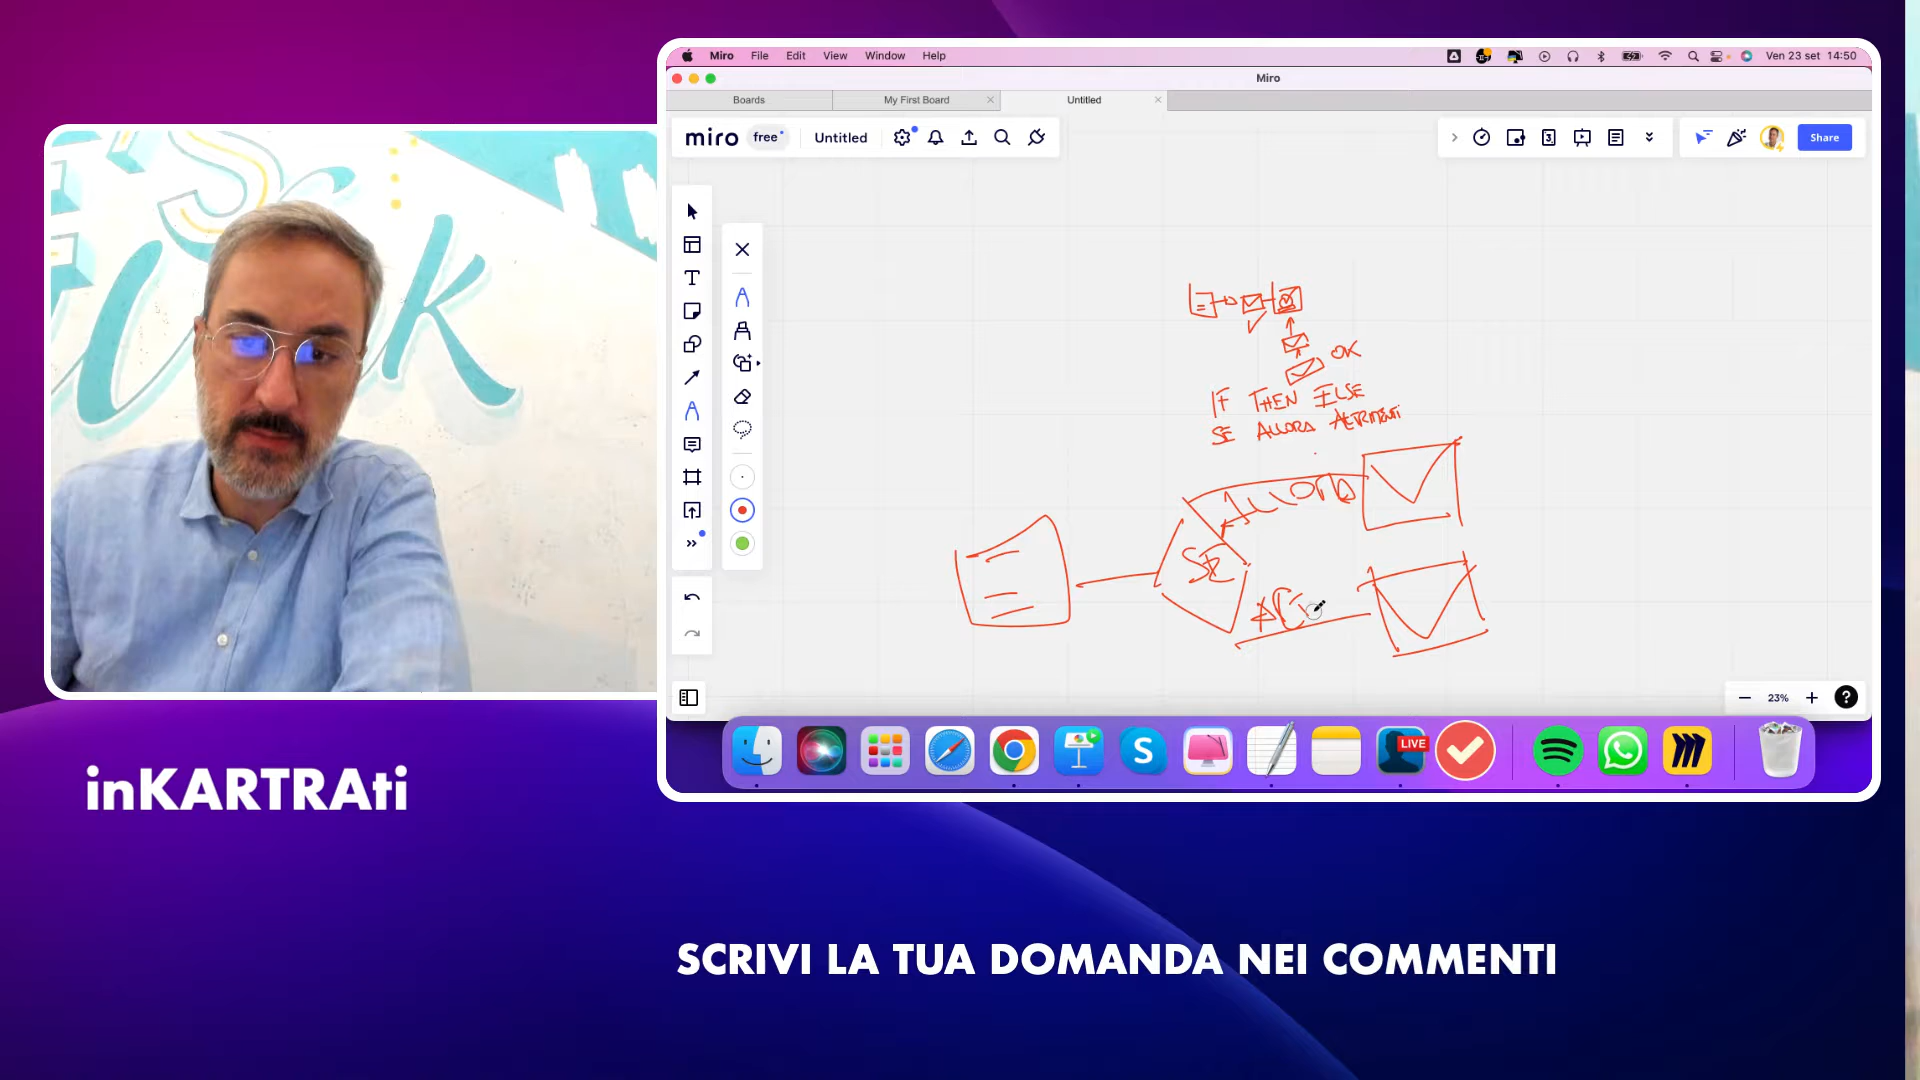 Miro File Edit View Window Help
Ven 23 set 14:50
Miro
Boards
My First Board
Untitled
miro free
Untitled
3
Share
OK
IF THEN ELSE
SE ALLORA ALTRIMENTI
ALLORA
SE
23%
?
S
LIVE
inKARTRAti
SCRIVI LA TUA DOMANDA NEI COMMENTI